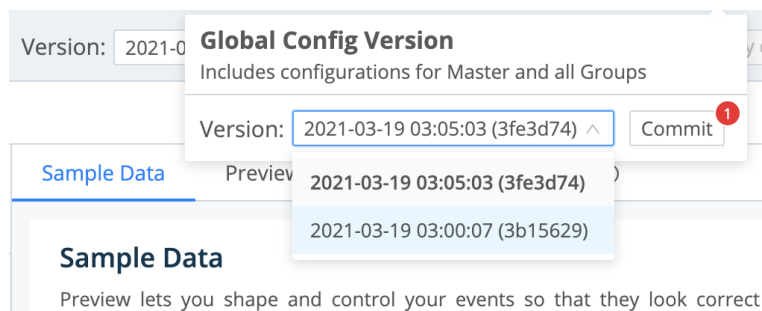 Global Config Version
Includes configurations for Master and all Groups
Version: 2021-0
Version: 2021-03-19 03:05:03 (3fe3d74) Commit 1
Sample Data Preview
2021-03-19 03:05:03 (3fe3d74)
2021-03-19 03:00:07 (3b15629)
Sample Data
Preview lets you shape and control your events so that they look correct